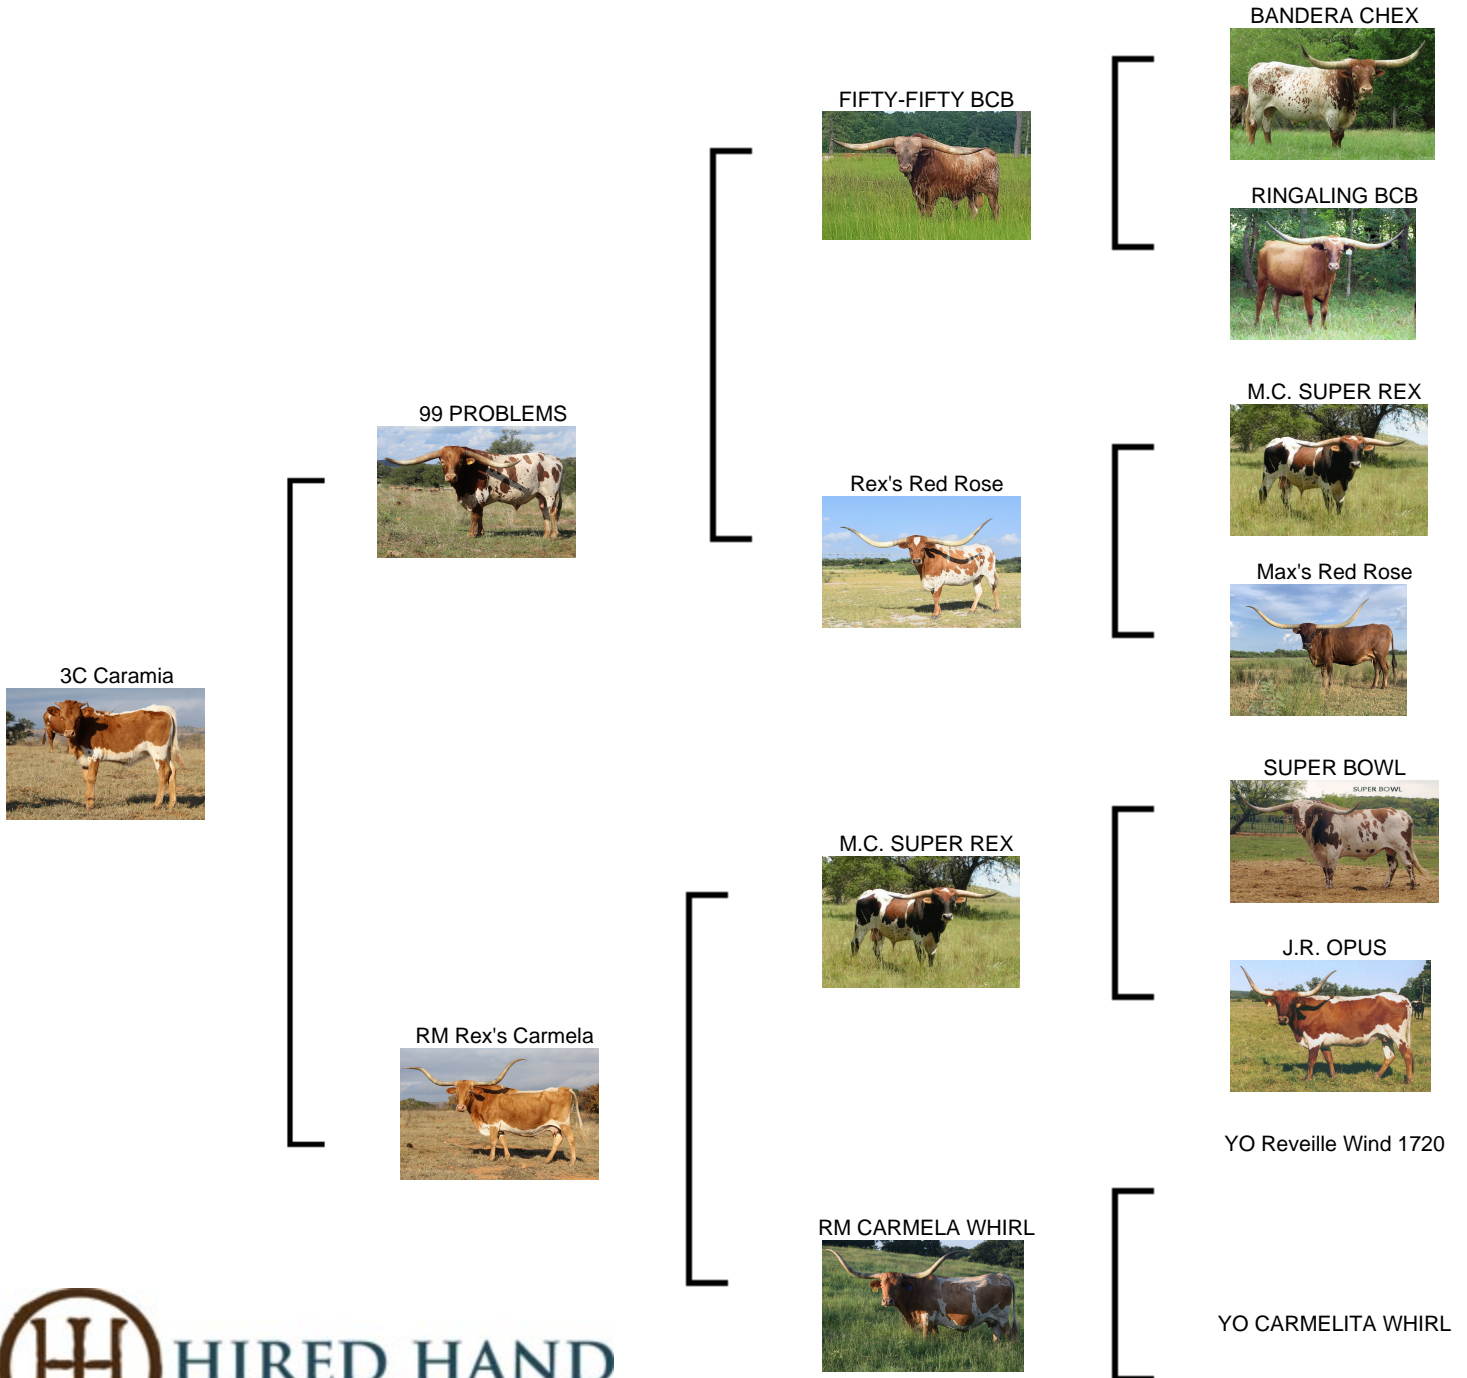 BANDERA CHEX
FIFTY-FIFTY BCB
RINGALING BCB
99 PROBLEMS
M.C. SUPER REX
Rex's Red Rose
Max's Red Rose
3C Caramia
SUPER BOWL
SUPER BOWL
M.C. SUPER REX
J.R. OPUS
RM Rex's Carmela
YO Reveille Wind 1720
RM CARMELA WHIRL
YO CARMELITA WHIRL
HIRED HAND